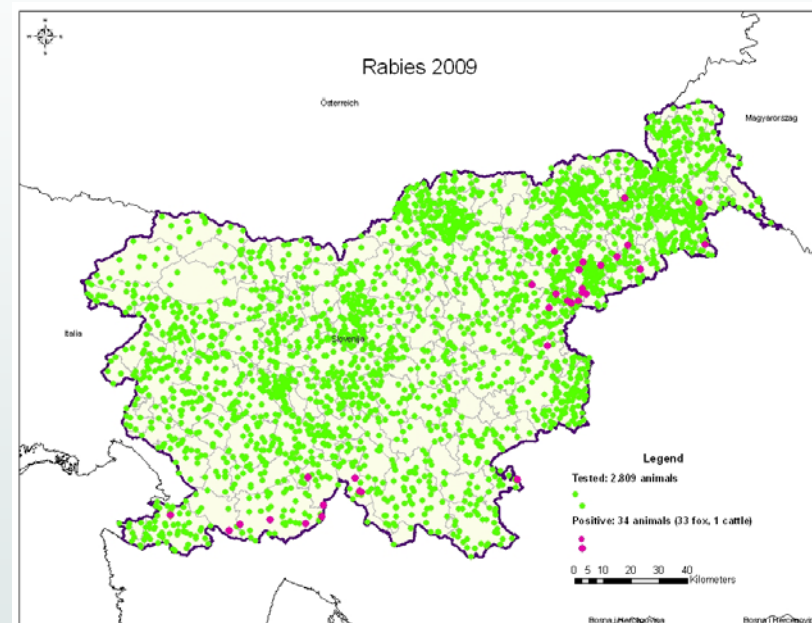 N
W E
S
Rabies 2009
Österreich
Magyarország
Italia
Slovenija
Legend
Tested: 2,809 animals
Positive: 34 animals (33 fox, 1 cattle)
0 5 10 20 30 40
Kilometers